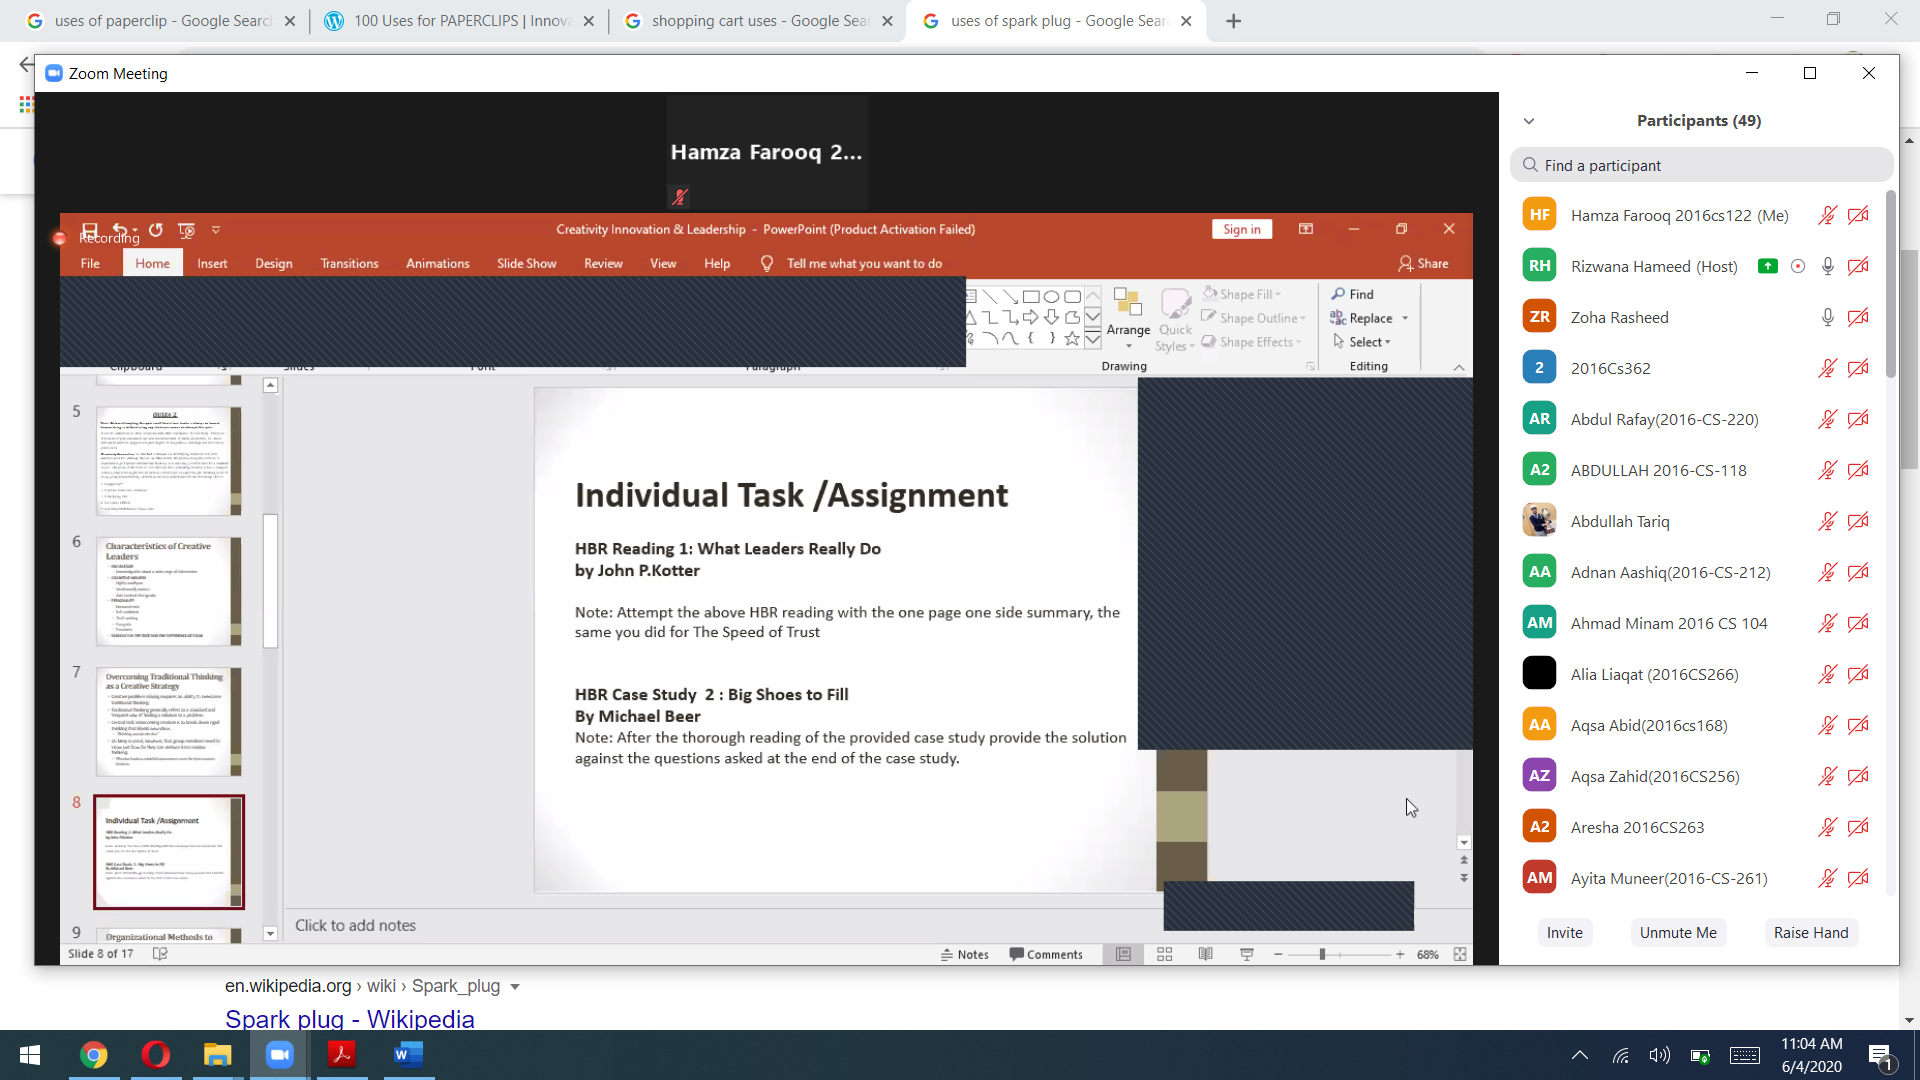 uses of paperclip - Google Searc
100 Uses for PAPERCLIPS | Innov
shopping cart uses - Google Sea
uses of spark plug - Google Sear
Zoom Meeting
Hamza Farooq 2...
Recording
Creativity Innovation & Leadership - PowerPoint (Product Activation Failed)
Sign in
File Home Insert Design Transitions Animations Slide Show Review View Help Tell me what you want to do Share
Arrange
Quick
Styles
Shape Fill
Shape Outline
Shape Effects
Find
Replace
Select
Clipboard Slides Font Paragraph Drawing Editing
5
6
Characteristics of Creative
Leaders
7
Overcoming Traditional Thinking
as a Creative Strategy
8
Individual Task /Assignment
9
Organizational Methods to
Individual Task /Assignment
HBR Reading 1: What Leaders Really Do
by John P.Kotter
Note: Attempt the above HBR reading with the one page one side summary, the
same you did for The Speed of Trust
HBR Case Study 2 : Big Shoes to Fill
By Michael Beer
Note: After the thorough reading of the provided case study provide the solution
against the questions asked at the end of the case study.
Click to add notes
Slide 8 of 17
Notes
Comments
68%
Participants (49)
Find a participant
HF Hamza Farooq 2016cs122 (Me)
RH Rizwana Hameed (Host)
ZR Zoha Rasheed
2 2016Cs362
AR Abdul Rafay(2016-CS-220)
A2 ABDULLAH 2016-CS-118
Abdullah Tariq
AA Adnan Aashiq(2016-CS-212)
AM Ahmad Minam 2016 CS 104
Alia Liaqat (2016CS266)
AA Aqsa Abid(2016cs168)
AZ Aqsa Zahid(2016CS256)
A2 Aresha 2016CS263
AM Ayita Muneer(2016-CS-261)
Invite
Unmute Me
Raise Hand
en.wikipedia.org › wiki › Spark_plug
Spark plug - Wikipedia
11:04 AM
6/4/2020
1